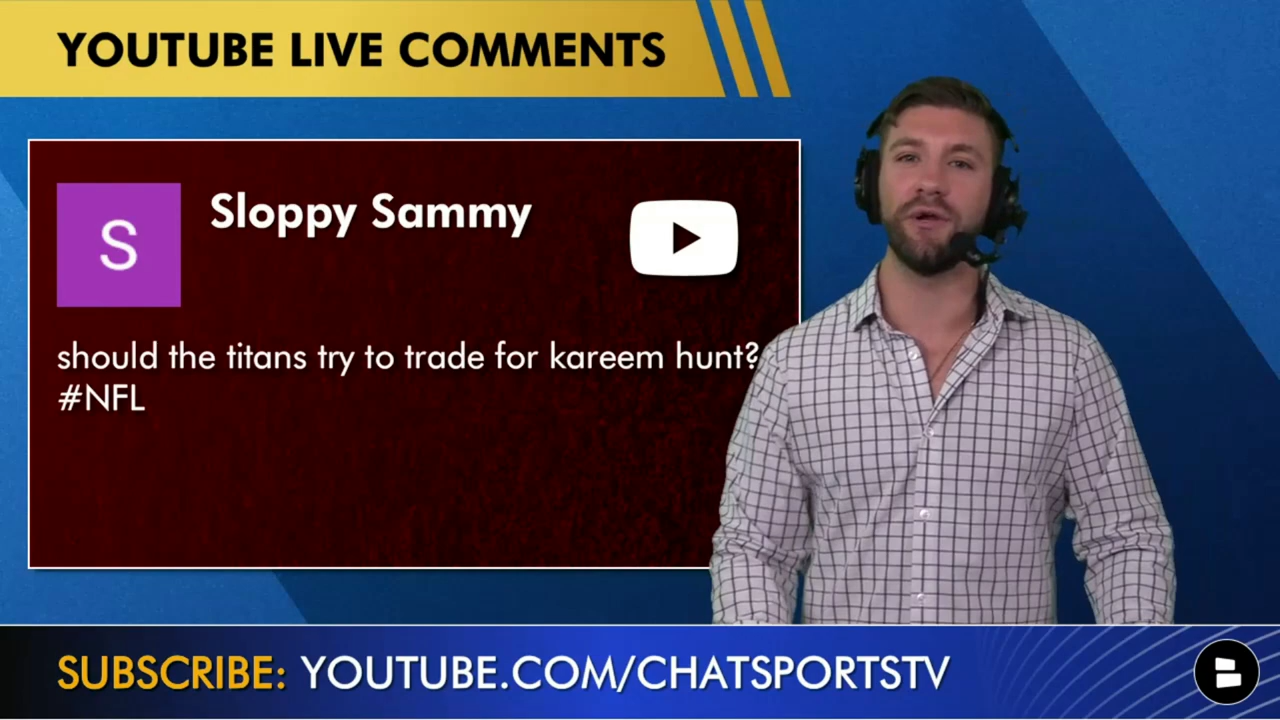 YOUTUBE LIVE COMMENTS
S
Sloppy Sammy
should the titans try to trade for kareem hunt?
#NFL
SUBSCRIBE: YOUTUBE.COM/CHATSPORTSTV